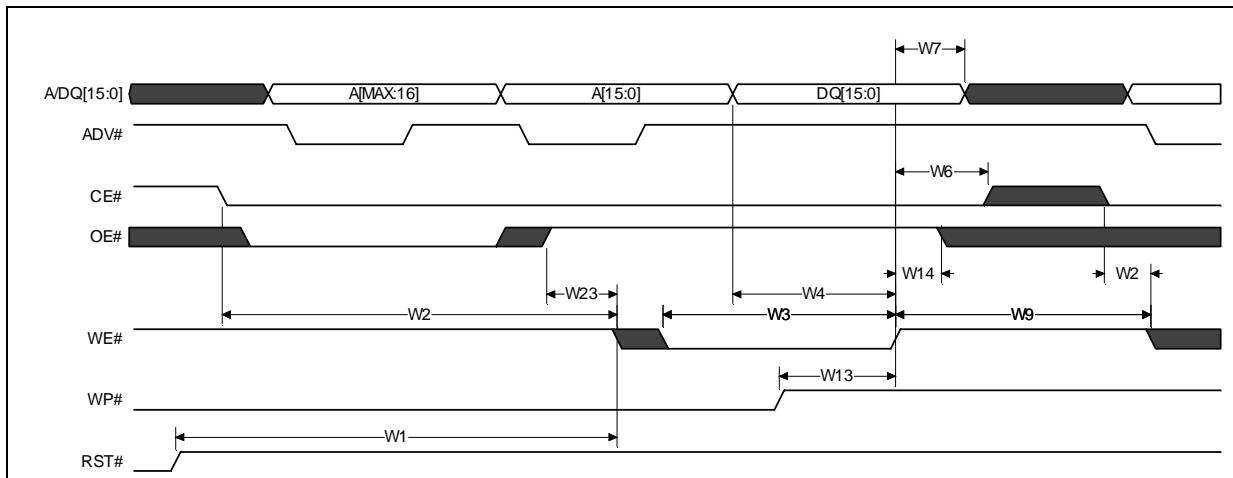 W7
A/DQ[15:0] A[MAX:16] A[15:0] DQ[15:0]
ADV#
W6
CE#
OE#
W14 W2
W23 W4
W2 W3 W9
WE#
W13
WP#
W1
RST#